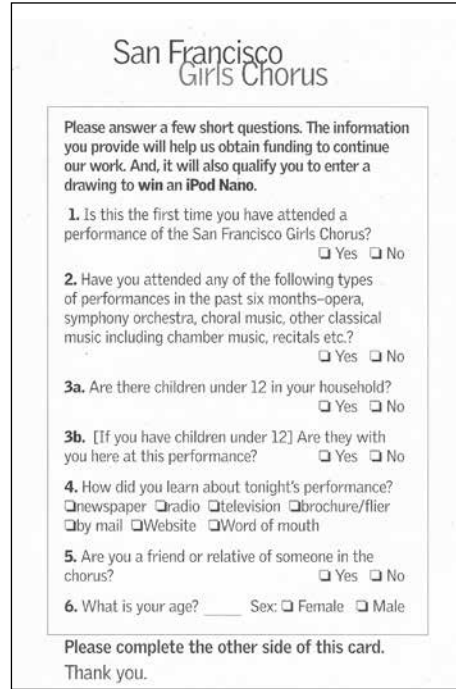 San Francisco
Girls Chorus
Please answer a few short questions. The information
you provide will help us obtain funding to continue
our work. And, it will also qualify you to enter a
drawing to win an iPod Nano.
1. Is this the first time you have attended a
performance of the San Francisco Girls Chorus?
❑ Yes ❑ No
2. Have you attended any of the following types
of performances in the past six months–opera,
symphony orchestra, choral music, other classical
music including chamber music, recitals etc.?
❑ Yes ❑ No
3a. Are there children under 12 in your household?
❑ Yes ❑ No
3b. [If you have children under 12] Are they with
you here at this performance? ❑ Yes ❑ No
4. How did you learn about tonight's performance?
❑newspaper ❑radio ❑television ❑brochure/flier
❑by mail ❑Website ❑Word of mouth
5. Are you a friend or relative of someone in the
chorus? ❑ Yes ❑ No
6. What is your age? _____ Sex: ❑ Female ❑ Male
Please complete the other side of this card.
Thank you.